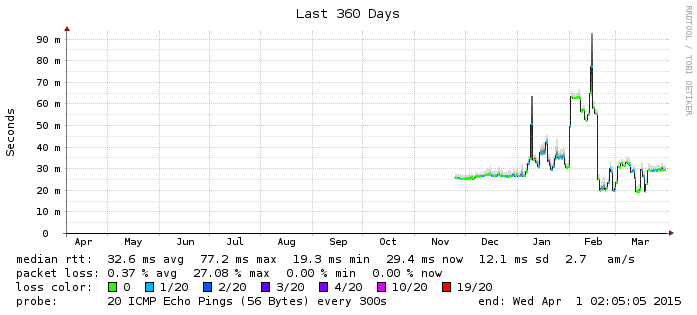 Last 360 Days
RRDTOOL / TOBI OETIKER
Seconds
90 m
80 m
70 m
60 m
50 m
40 m
30 m
20 m
10 m
0
Apr May Jun Jul Aug Sep Oct Nov Dec Jan Feb Mar
median rtt: 32.6 ms avg 77.2 ms max 19.3 ms min 29.4 ms now 12.1 ms sd 2.7 am/s
packet loss: 0.37 % avg 27.08 % max 0.00 % min 0.00 % now
loss color: 0 1/20 2/20 3/20 4/20 10/20 19/20
probe: 20 ICMP Echo Pings (56 Bytes) every 300s end: Wed Apr 1 02:05:05 2015